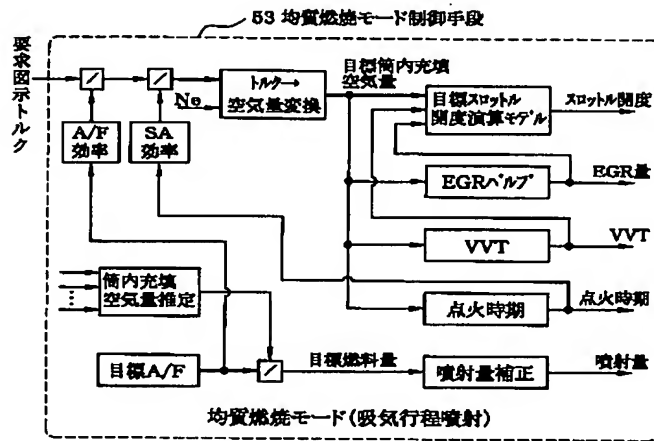 53 均質燃焼モード制御手段
要求図示トルク
A/F
効率
SA
効率
Ne
トルク→
空気量変換
目標筒内充填
空気量
目標スロットル
開度演算モデル
スロットル開度
EGRバルブ
EGR量
VVT
VVT
点火時期
点火時期
筒内充填
空気量推定
目標A/F
目標燃料量
噴射量補正
噴射量
均質燃焼モード(吸気行程噴射)